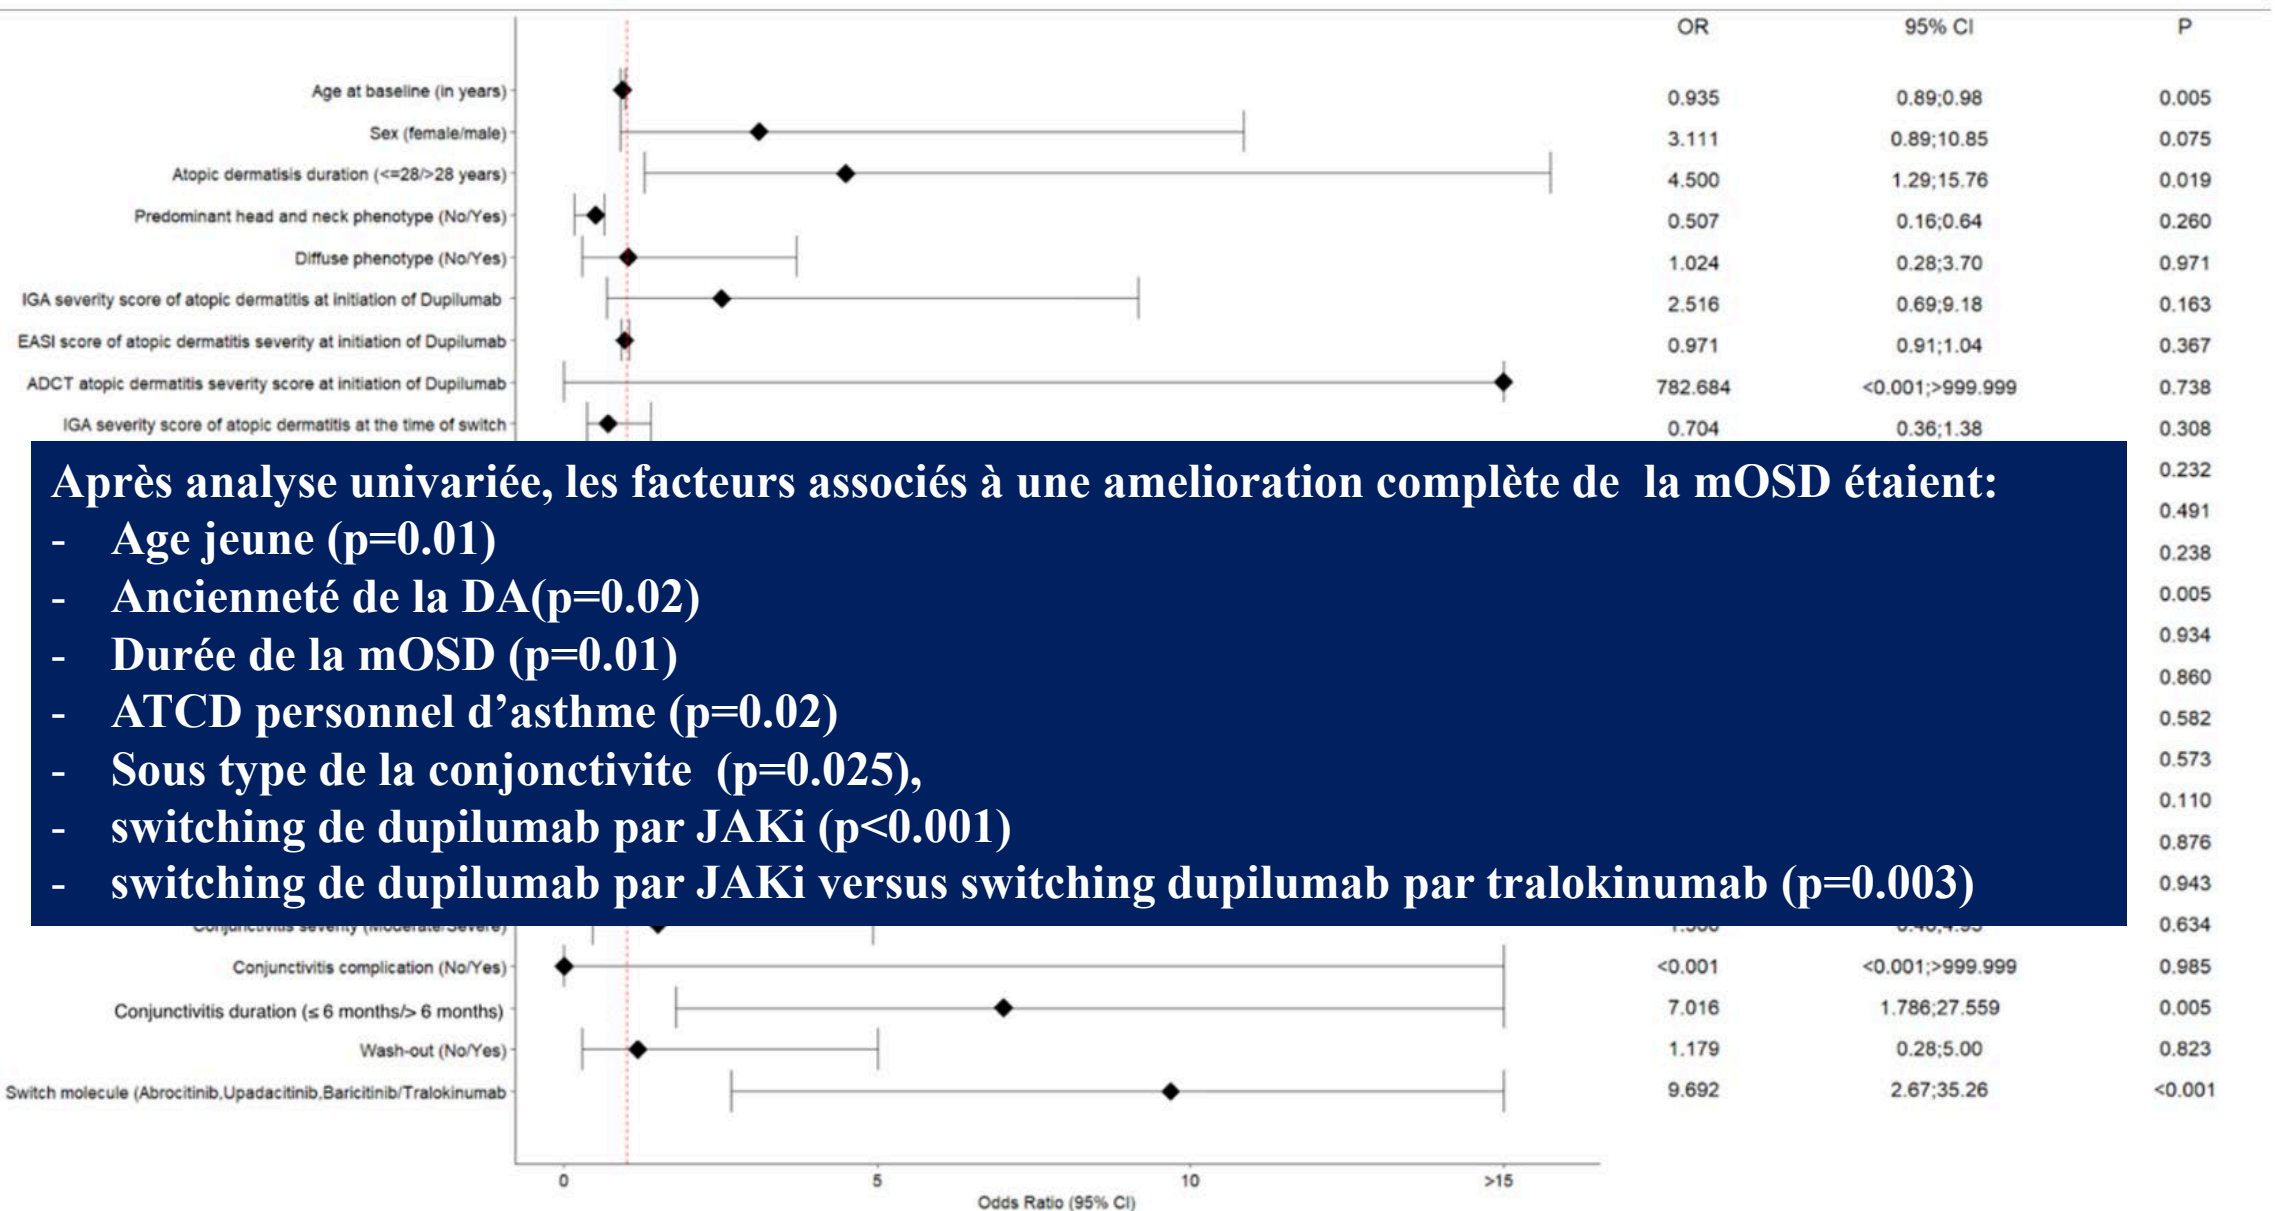 OR 95% CI P
Age at baseline (in years) 0.935 0.89;0.98 0.005
Sex (female/male) 3.111 0.89;10.85 0.075
Atopic dermatisis duration (<=28/>28 years) 4.500 1.29;15.76 0.019
Predominant head and neck phenotype (No/Yes) 0.507 0.16;0.64 0.260
Diffuse phenotype (No/Yes) 1.024 0.28;3.70 0.971
IGA severity score of atopic dermatitis at initiation of Dupilumab 2.516 0.69;9.18 0.163
EASI score of atopic dermatitis severity at initiation of Dupilumab 0.971 0.91;1.04 0.367
ADCT atopic dermatitis severity score at initiation of Dupilumab 782.684 <0.001;>999.999 0.738
IGA severity score of atopic dermatitis at the time of switch 0.704 0.36;1.38 0.308
Après analyse univariée, les facteurs associés à une amelioration complète de la mOSD étaient:
- Age jeune (p=0.01)
- Ancienneté de la DA(p=0.02)
- Durée de la mOSD (p=0.01)
- ATCD personnel d’asthme (p=0.02)
- Sous type de la conjonctivite (p=0.025),
- switching de dupilumab par JAKi (p<0.001)
- switching de dupilumab par JAKi versus switching dupilumab par tralokinumab (p=0.003)
0.232
0.491
0.238
0.005
0.934
0.860
0.582
0.573
0.110
0.876
0.943
Conjunctivitis severity (Moderate/Severe) 0.634
Conjunctivitis complication (No/Yes) <0.001 <0.001;>999.999 0.985
Conjunctivitis duration (≤ 6 months/> 6 months) 7.016 1.786;27.559 0.005
Wash-out (No/Yes) 1.179 0.28;5.00 0.823
Switch molecule (Abrocitinib,Upadacitinib,Baricitinib/Tralokinumab 9.692 2.67;35.26 <0.001
0 5 10 >15
Odds Ratio (95% CI)